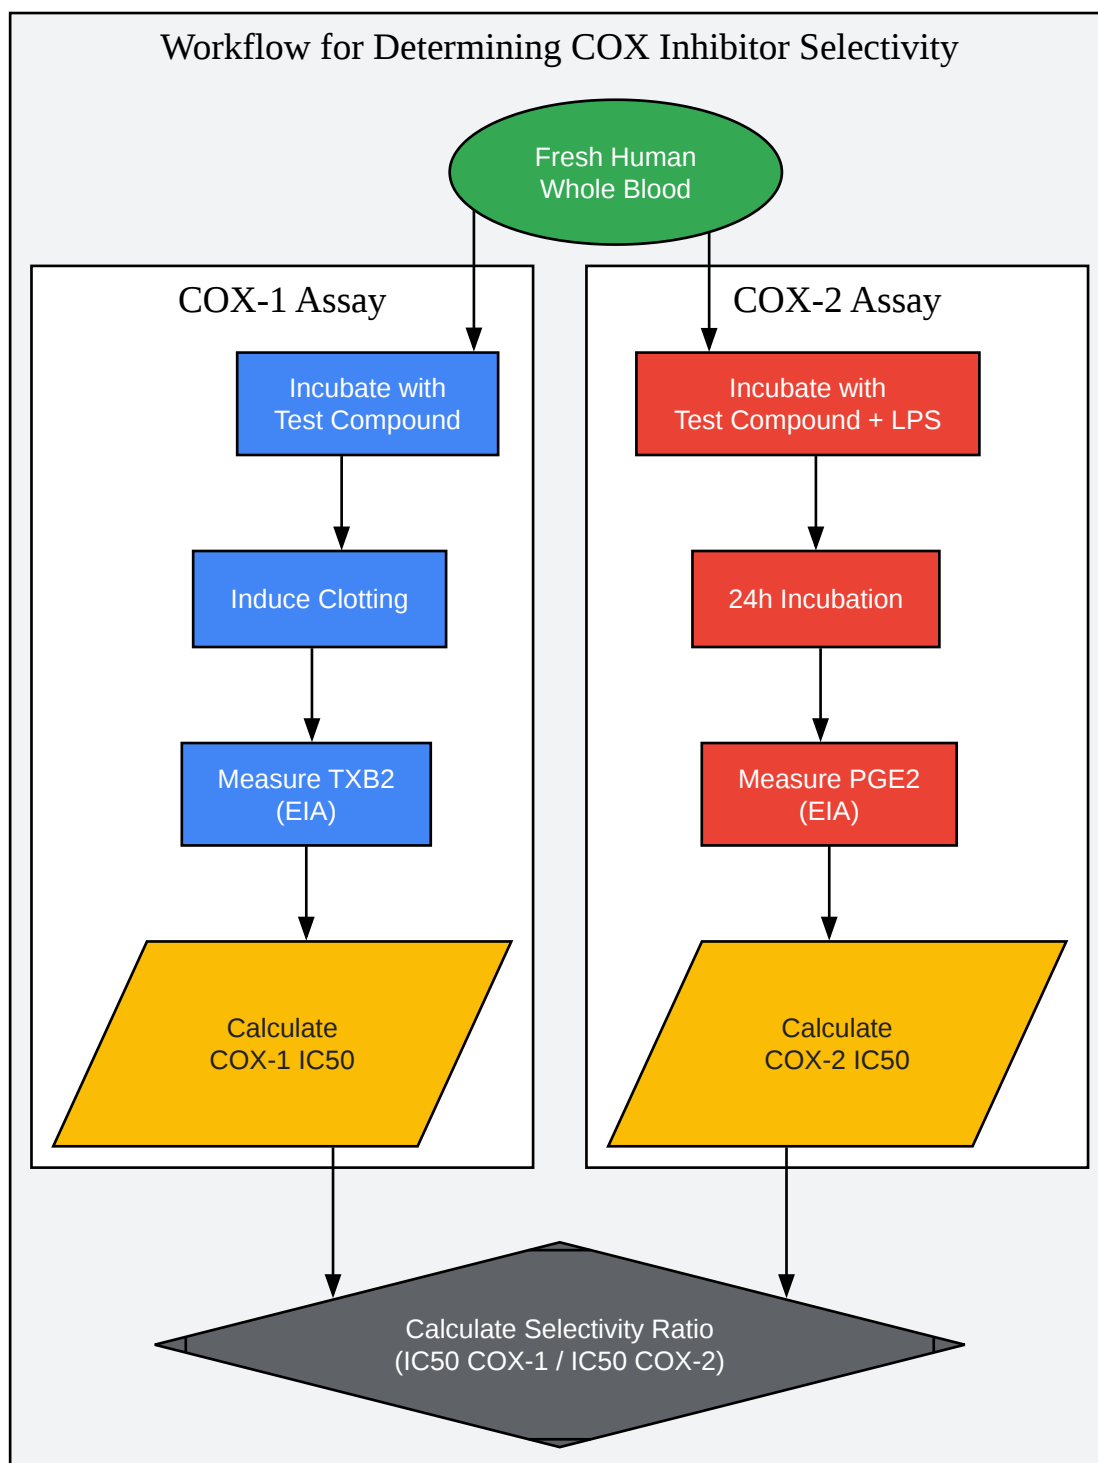 Workflow for Determining COX Inhibitor Selectivity
Fresh Human
Whole Blood
COX-1 Assay
Incubate with
Test Compound
Induce Clotting
Measure TXB2
(EIA)
Calculate
COX-1 IC50
COX-2 Assay
Incubate with
Test Compound + LPS
24h Incubation
Measure PGE2
(EIA)
Calculate
COX-2 IC50
Calculate Selectivity Ratio
(IC50 COX-1 / IC50 COX-2)